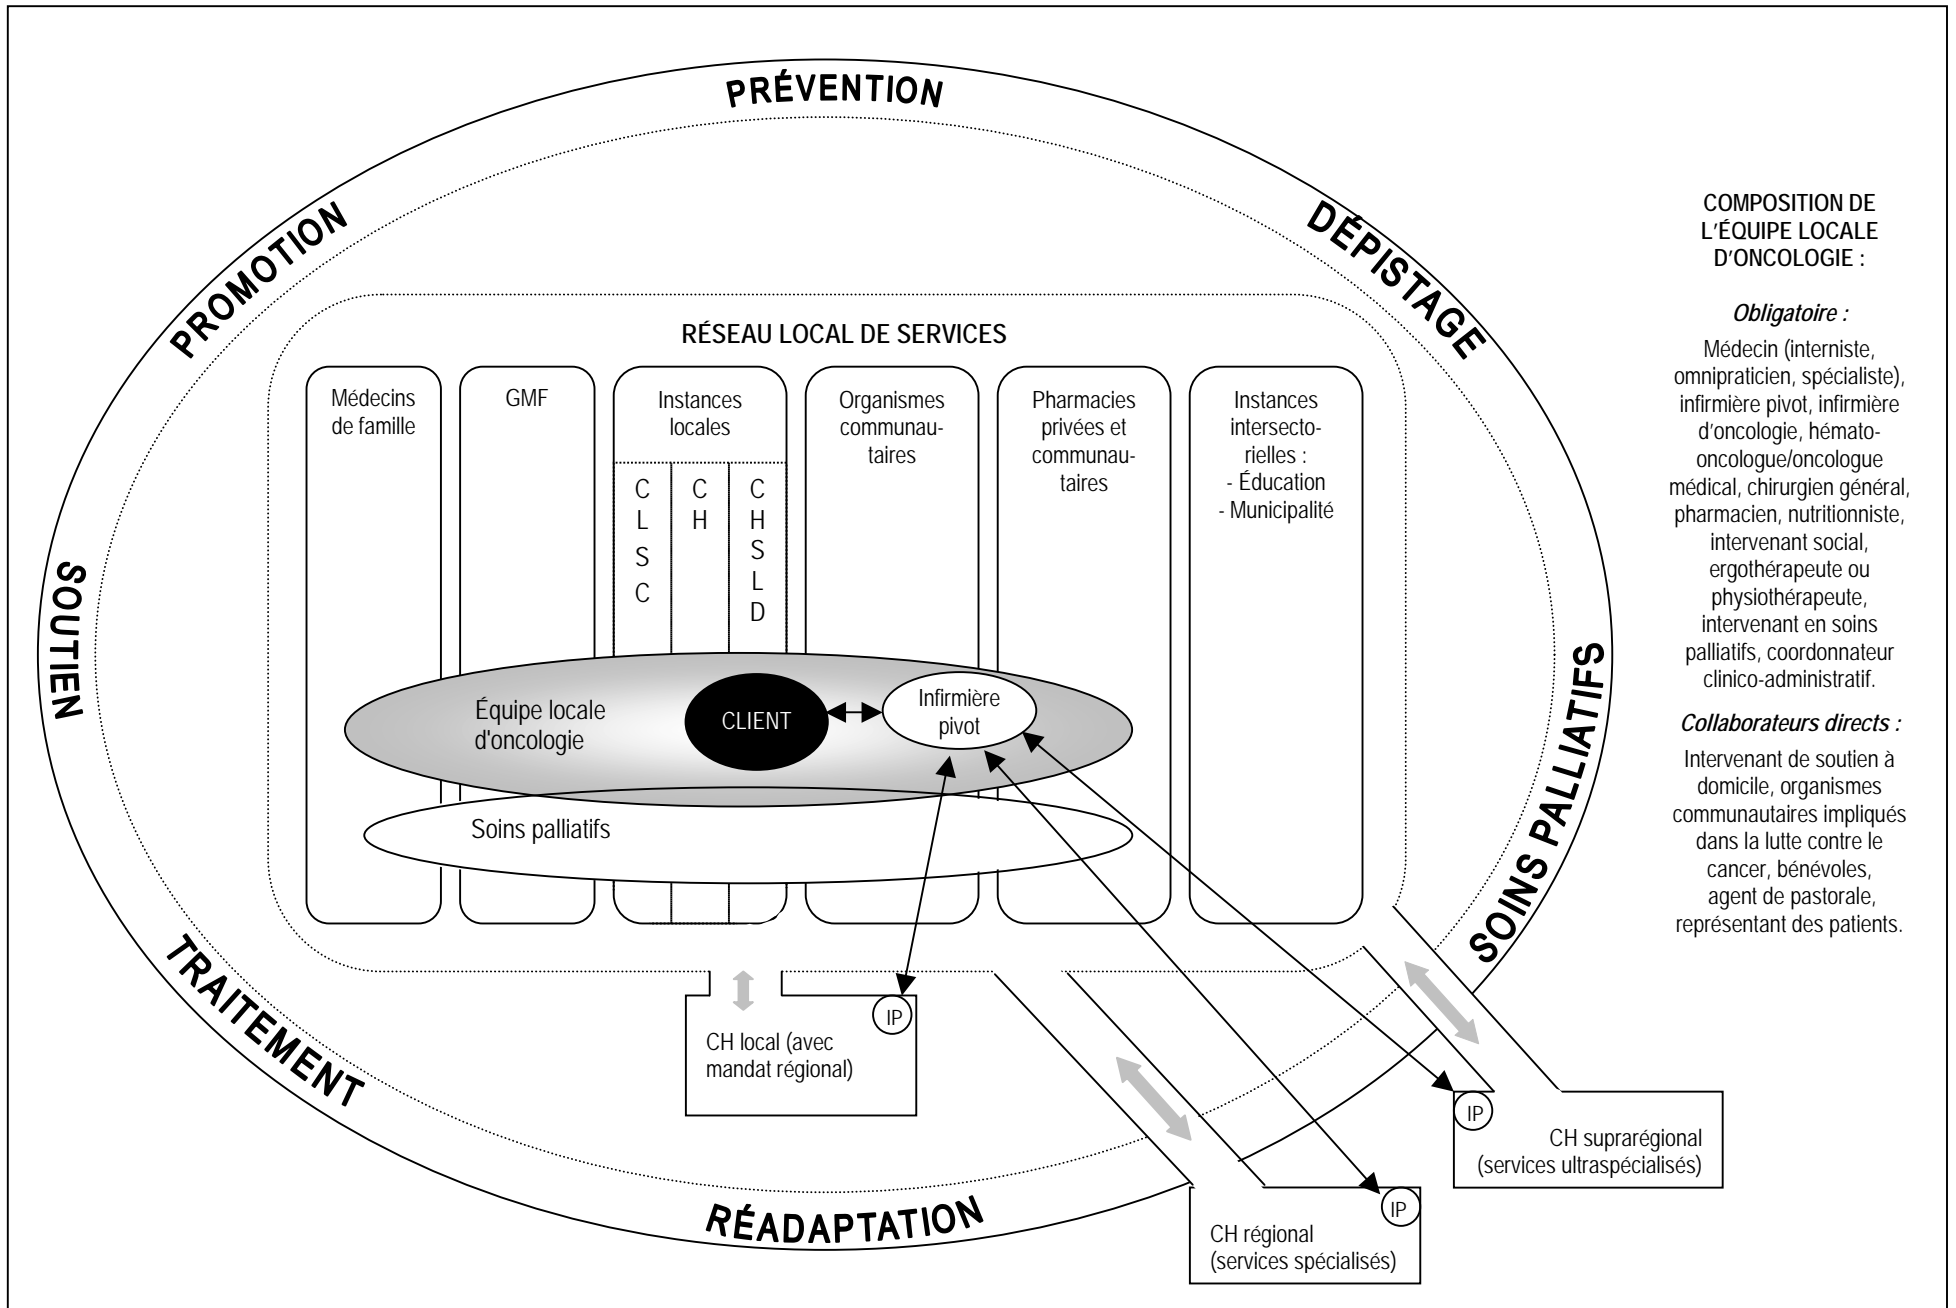 PRÉVENTION
PROMOTION
DÉPISTAGE
SOUTIEN
SOINS PALLIATIFS
TRAITEMENT
RÉADAPTATION
RÉSEAU LOCAL DE SERVICES
Médecins
de famille
GMF
Instances
locales
C
L
S
C
C
H
C
H
S
L
D
Organismes
communau-
taires
Pharmacies
privées et
communau-
taires
Instances
intersecto-
rielles :
- Éducation
- Municipalité
Équipe locale
d'oncologie
CLIENT
Infirmière
pivot
Soins palliatifs
IP
CH local (avec
mandat régional)
IP
CH régional
(services spécialisés)
IP
CH suprarégional
(services ultraspécialisés)
COMPOSITION DE
L’ÉQUIPE LOCALE
D’ONCOLOGIE :
Obligatoire :
Médecin (interniste,
omnipraticien, spécialiste),
infirmière pivot, infirmière
d’oncologie, hémato-
oncologue/oncologue
médical, chirurgien général,
pharmacien, nutritionniste,
intervenant social,
ergothérapeute ou
physiothérapeute,
intervenant en soins
palliatifs, coordonnateur
clinico-administratif.
Collaborateurs directs :
Intervenant de soutien à
domicile, organismes
communautaires impliqués
dans la lutte contre le
cancer, bénévoles,
agent de pastorale,
représentant des patients.